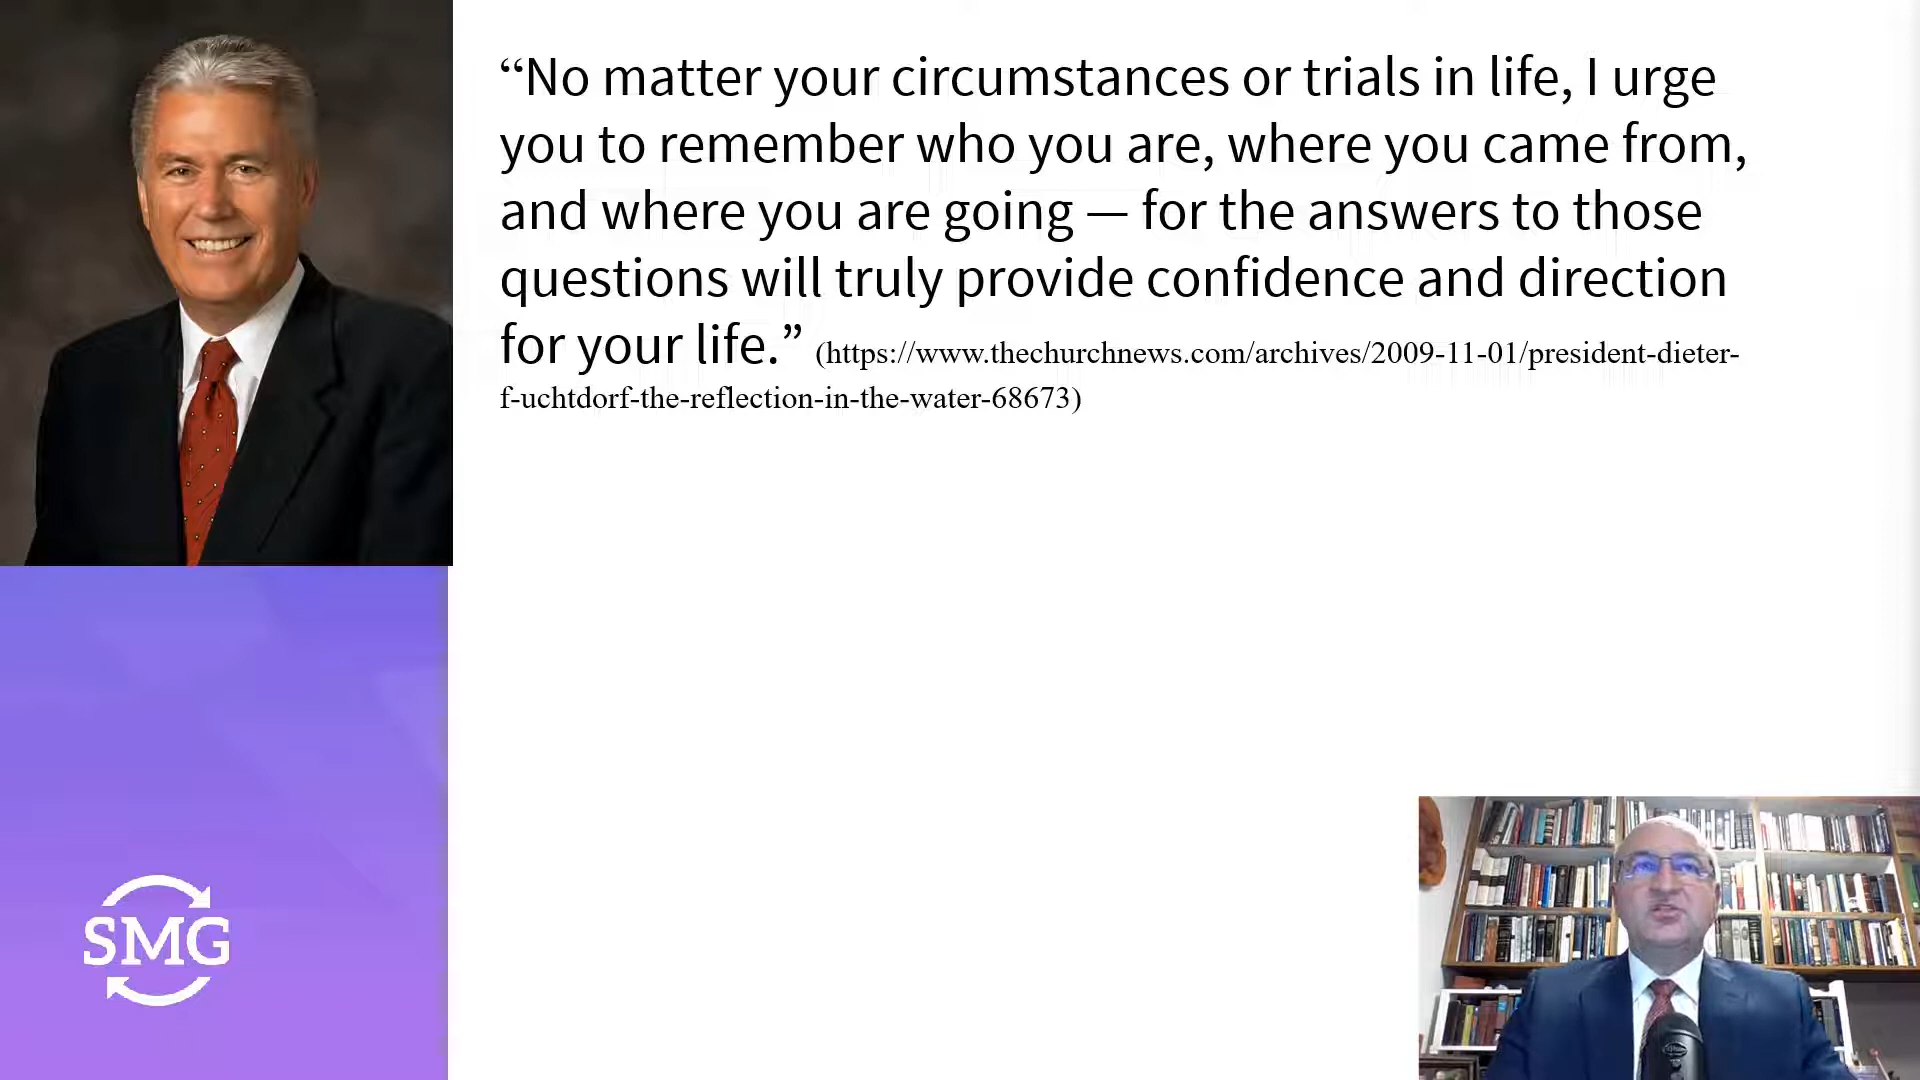 “No matter your circumstances or trials in life, I urge
you to remember who you are, where you came from,
and where you are going — for the answers to those
questions will truly provide confidence and direction
for your life.” (https://www.thechurchnews.com/archives/2009-11-01/president-dieter-
f-uchtdorf-the-reflection-in-the-water-68673)
SMG